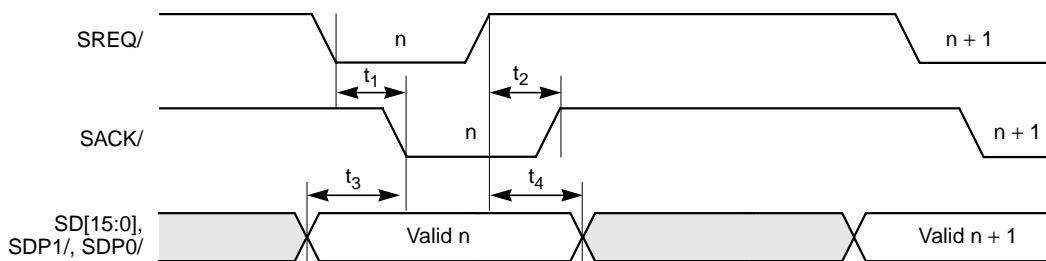 SREQ/
n
n + 1
t1
t2
SACK/
n
n + 1
t3
t4
SD[15:0],
SDP1/, SDP0/
Valid n
Valid n + 1